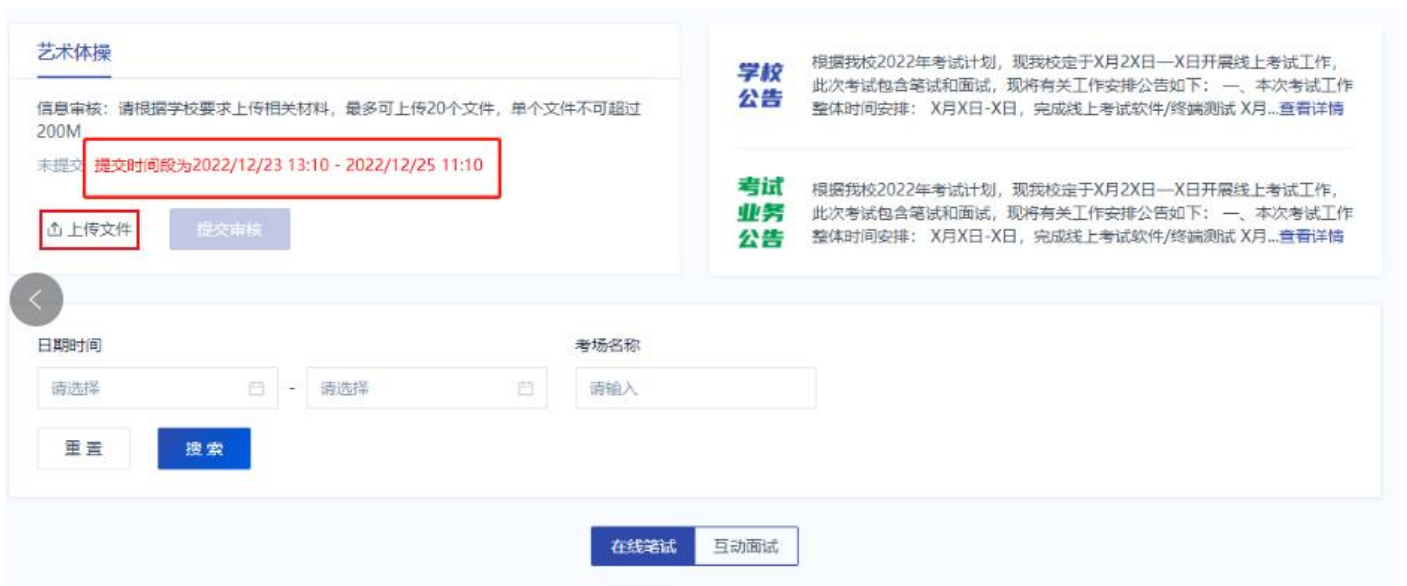 艺术体操
信息审核：请根据学校要求上传相关材料，最多可上传20个文件，单个文件不可超过
200M
未提交 提交时间段为2022/12/23 13:10 - 2022/12/25 11:10
上传文件
提交审核
学校
公告
根据我校2022年考试计划，现我校定于X月2X日—X日开展线上考试工作，
此次考试包含笔试和面试，现将有关工作安排公告如下： 一、本次考试工作
整体时间安排： X月X日-X日，完成线上考试软件/终端测试 X月...查看详情
考试
业务
公告
根据我校2022年考试计划，现我校定于X月2X日—X日开展线上考试工作，
此次考试包含笔试和面试，现将有关工作安排公告如下： 一、本次考试工作
整体时间安排： X月X日-X日，完成线上考试软件/终端测试 X月...查看详情
日期时间
考场名称
请选择 - 请选择
请输入
重置
搜索
在线笔试
互动面试